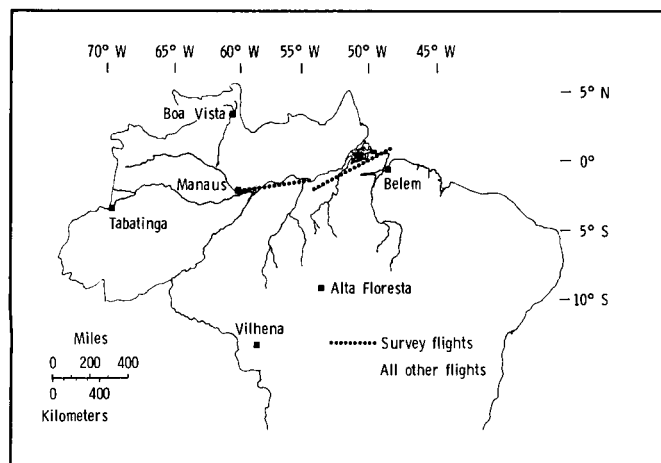 70° W 65° W 60° W 55° W 50° W 45° W
5° N
Boa Vista
0°
Manaus
Belem
Tabatinga
5° S
Alta Floresta
10° S
Vilhena
Miles
0 200 400
0 400
Kilometers
Survey flights
All other flights